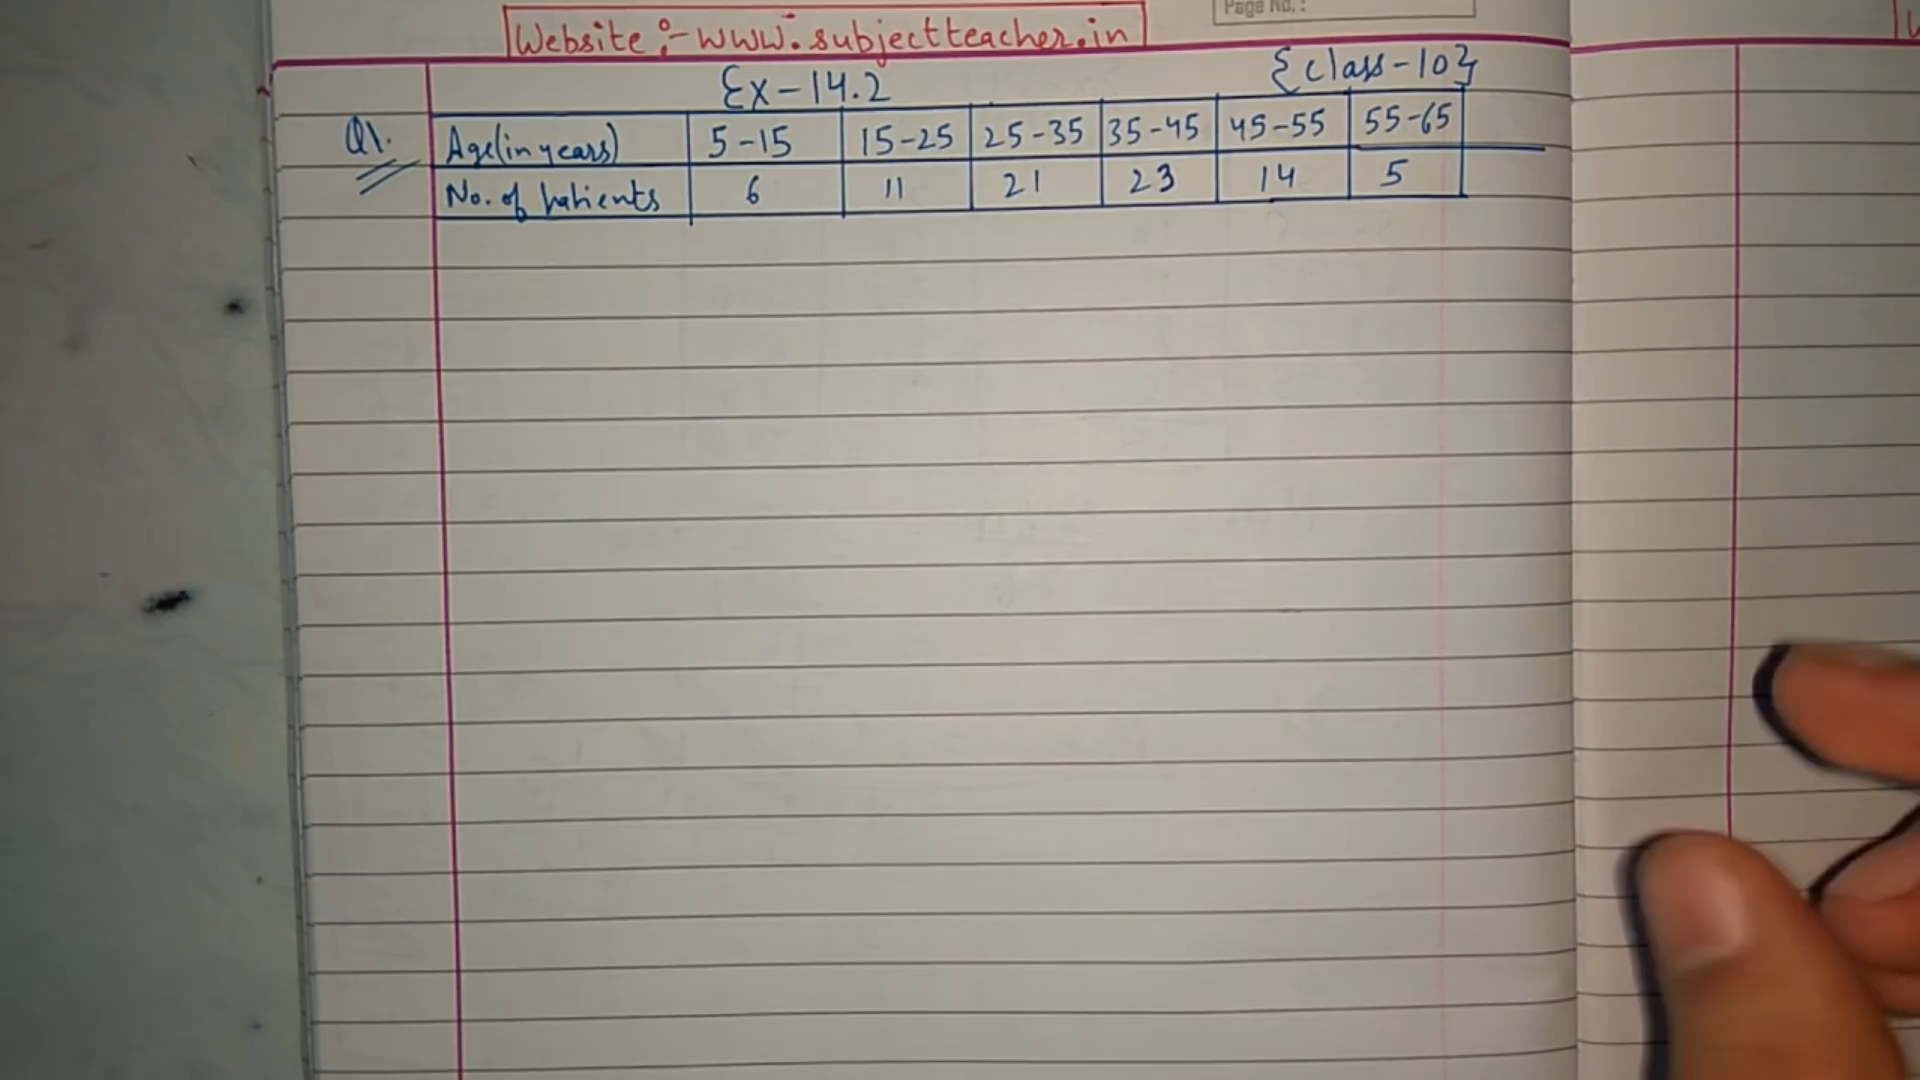 Page No. :
Website :- www.subjectteacher.in
Ex-14.2 {class-10}
Q1. Age(in years) 5-15 15-25 25-35 35-45 45-55 55-65
No. of patients 6 11 21 23 14 5